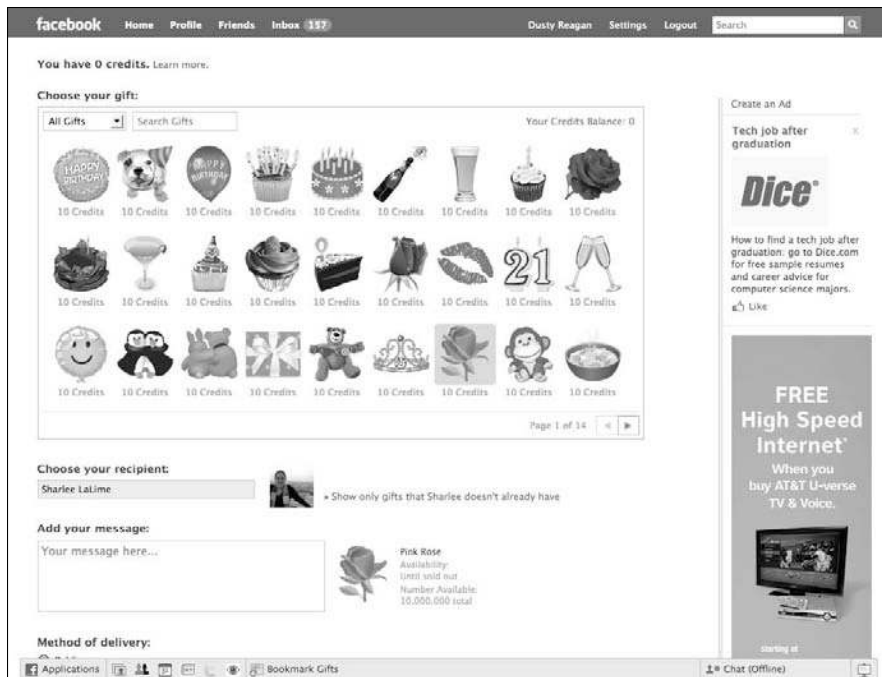 facebook Home Profile Friends Inbox 157 Dusty Reagan Settings Logout Search
You have 0 credits. Learn more.
Choose your gift:
All Gifts Search Gifts Your Credits Balance: 0
HAPPY BIRTHDAY HAPPY BIRTHDAY
10 Credits 10 Credits 10 Credits 10 Credits 10 Credits 10 Credits 10 Credits 10 Credits 10 Credits
21
10 Credits 10 Credits 10 Credits 10 Credits 10 Credits 10 Credits 10 Credits 10 Credits 10 Credits
10 Credits 10 Credits 10 Credits 10 Credits 10 Credits 10 Credits 10 Credits 10 Credits 10 Credits
Page 1 of 14
Choose your recipient:
Sharlee LaLime
» Show only gifts that Sharlee doesn't already have
Add your message:
Your message here...
Pink Rose
Availability:
Until sold out
Number Available:
10,000,000 total
Method of delivery:
Create an Ad
Tech job after
graduation
x
Dice®
How to find a tech job after
graduation: go to Dice.com
for free sample resumes
and career advice for
computer science majors.
Like
FREE
High Speed
Internet*
When you
buy AT&T U-verse
TV & Voice.
starting at
Applications Bookmark Gifts Chat (Offline)